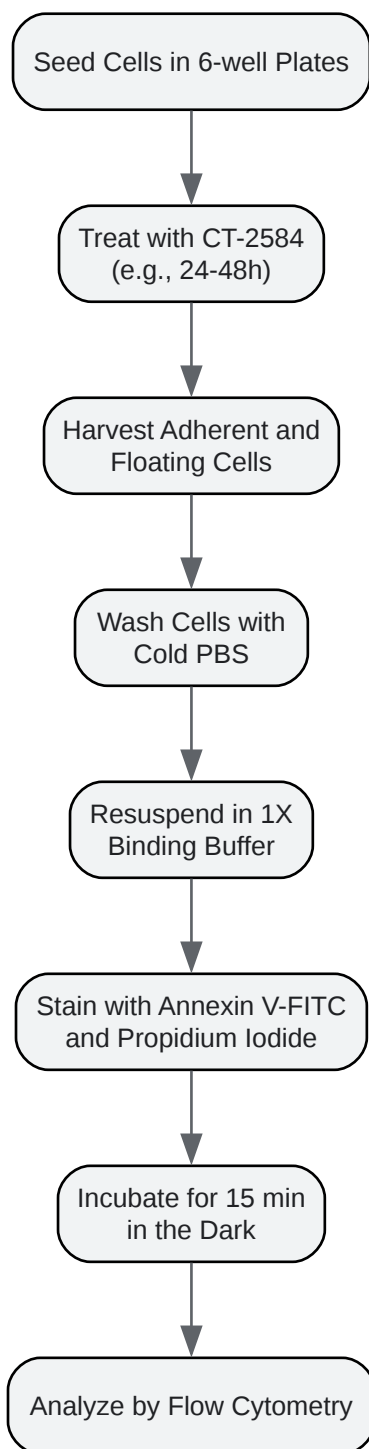 Seed Cells in 6-well Plates
Treat with CT-2584
(e.g., 24-48h)
Harvest Adherent and
Floating Cells
Wash Cells with
Cold PBS
Resuspend in 1X
Binding Buffer
Stain with Annexin V-FITC
and Propidium Iodide
Incubate for 15 min
in the Dark
Analyze by Flow Cytometry